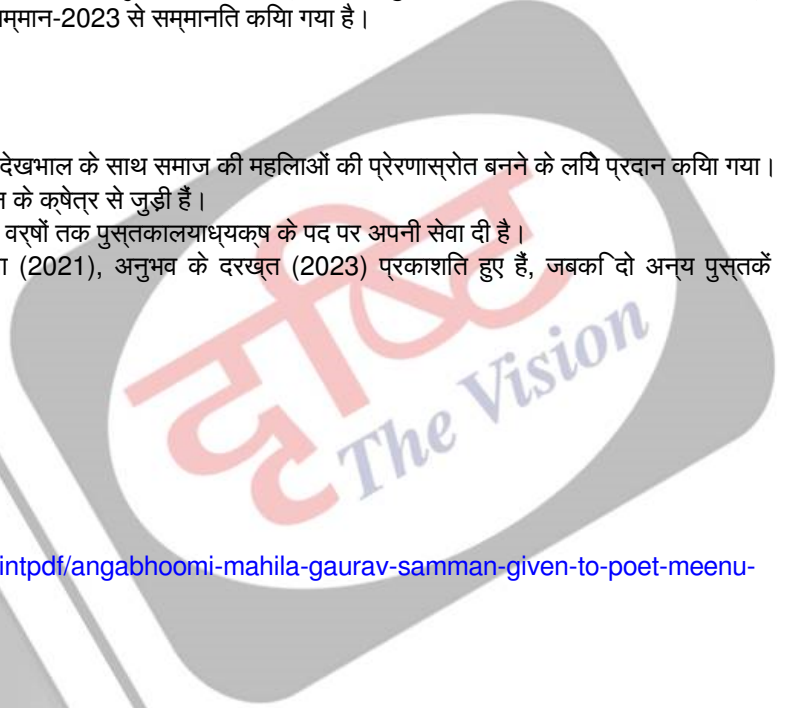 म्मान-2023 से सम्मानित किया गया है।
देखभाल के साथ समाज की महिलाओं की प्रेरणास्रोत बनने के लिये प्रदान किया गया।
के क्षेत्र से जुड़ी हैं।
वर्षों तक पुस्तकालयाध्यक्ष के पद पर अपनी सेवा दी है।
(2021), अनुभव के दरख्त (2023) प्रकाशित हुए हैं, जबकि दो अन्य पुस्तकें
दृष्टि
The Vision
intpdf/angabhoomi-mahila-gaurav-samman-given-to-poet-meenu-